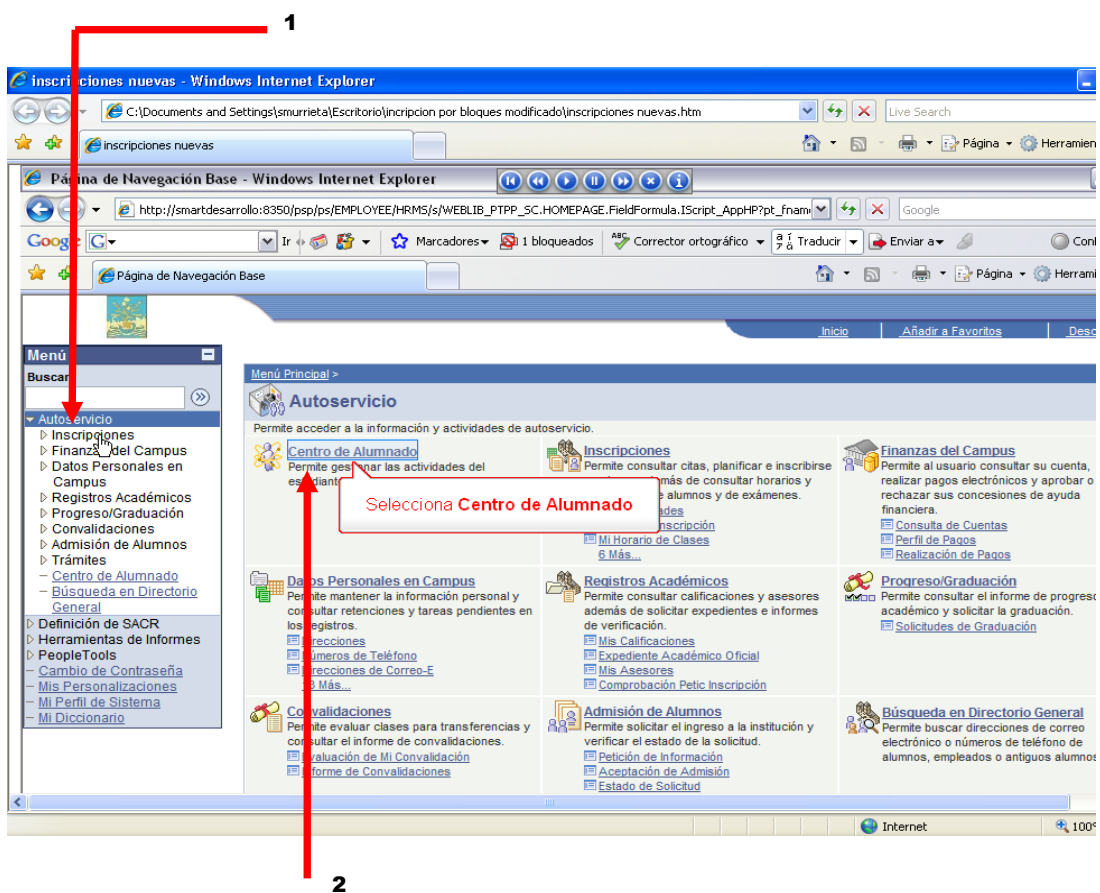 1
inscripciones nuevas - Windows Internet Explorer
C:\Documents and Settings\smurrieta\Escritorio\incripcion por bloques modificado\inscripciones nuevas.htm
Live Search
inscripciones nuevas
Página
Herramien
Página de Navegación Base - Windows Internet Explorer
http://smartdesarrollo:8350/psp/ps/EMPLOYEE/HRMS/s/WEBLIB_PTPP_SC.HOMEPAGE.FieldFormula.IScript_AppHP?pt_fnam
Google
Google
G
Ir
Marcadores
1 bloqueados
ABC Corrector ortográfico
Traducir
Enviar a
Página de Navegación Base
Página
Herrami
Inicio
Añadir a Favoritos
Desc
Menú
Buscar
Autoservicio
Inscripciones
Finanzas del Campus
Datos Personales en
Campus
Registros Académicos
Progreso/Graduación
Convalidaciones
Admisión de Alumnos
Trámites
Centro de Alumnado
Búsqueda en Directorio
General
Definición de SACR
Herramientas de Informes
PeopleTools
Cambio de Contraseña
Mis Personalizaciones
Mi Perfil de Sistema
Mi Diccionario
Menú Principal >
Autoservicio
Permite acceder a la información y actividades de autoservicio.
Centro de Alumnado
Permite gestionar las actividades del
Selecciona Centro de Alumnado
Inscripciones
Permite consultar citas, planificar e inscribirse
más de consultar horarios y
alumnos y de exámenes.
Mi Horario de Clases
6 Más...
Finanzas del Campus
Permite al usuario consultar su cuenta,
realizar pagos electrónicos y aprobar o
rechazar sus concesiones de ayuda
financiera.
Consulta de Cuentas
Perfil de Pagos
Realización de Pagos
Datos Personales en Campus
Permite mantener la información personal y
consultar retenciones y tareas pendientes en
los registros.
Direcciones
Números de Teléfono
Direcciones de Correo-E
Más...
Registros Académicos
Permite consultar calificaciones y asesores
además de solicitar expedientes e informes
de verificación.
Mis Calificaciones
Expediente Académico Oficial
Mis Asesores
Comprobación Petic Inscripción
Progreso/Graduación
Permite consultar el informe de progreso
académico y solicitar la graduación.
Solicitudes de Graduación
Convalidaciones
Permite evaluar clases para transferencias y
consultar el informe de convalidaciones.
Evaluación de Mi Convalidación
Informe de Convalidaciones
Admisión de Alumnos
Permite solicitar el ingreso a la institución y
verificar el estado de la solicitud.
Petición de Información
Aceptación de Admisión
Estado de Solicitud
Búsqueda en Directorio General
Permite buscar direcciones de correo
electrónico o números de teléfono de
alumnos, empleados o antiguos alumnos
Internet
100%
2